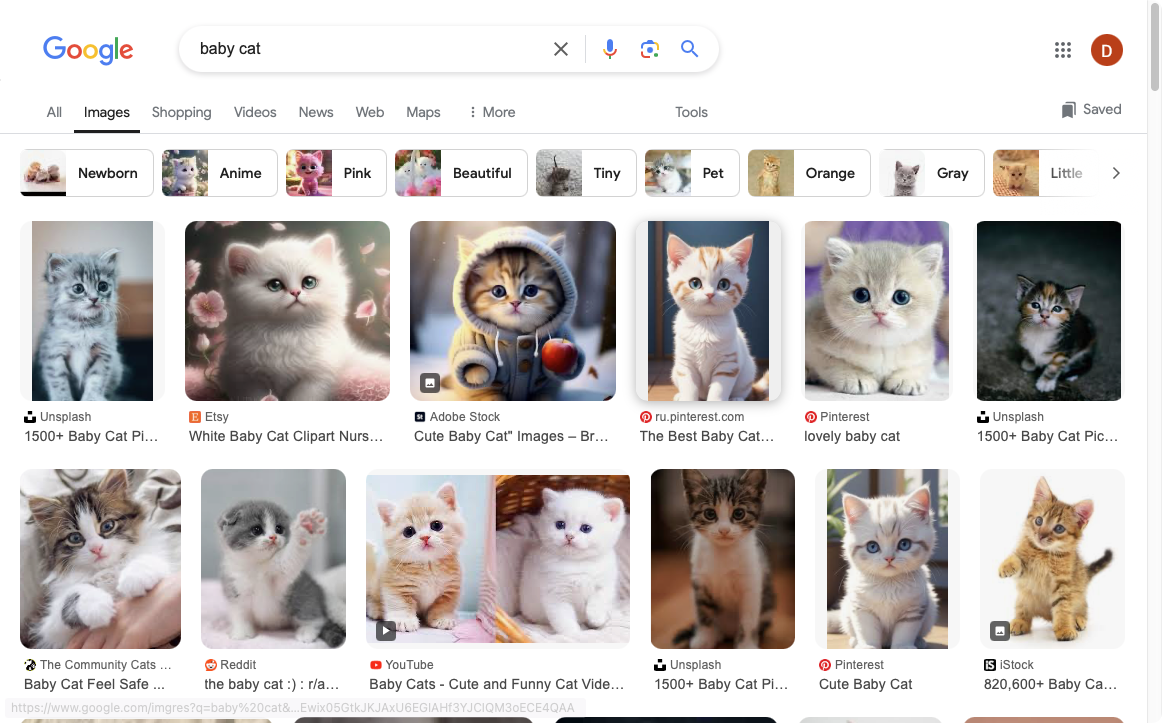 Google
baby cat
D
All Images Shopping Videos News Web Maps More Tools
Saved
Newborn Anime Pink Beautiful Tiny Pet Orange Gray Little
Unsplash
1500+ Baby Cat Pi...
Etsy
White Baby Cat Clipart Nurs...
Adobe Stock
Cute Baby Cat" Images – Br...
ru.pinterest.com
The Best Baby Cat...
Pinterest
lovely baby cat
Unsplash
1500+ Baby Cat Pic...
The Community Cats ...
Baby Cat Feel Safe ...
Reddit
the baby cat :) : r/a...
YouTube
Baby Cats - Cute and Funny Cat Vide...
Unsplash
1500+ Baby Cat Pi...
Pinterest
Cute Baby Cat
iStock
820,600+ Baby Ca...
https://www.google.com/imgres?q=baby%20cat&...Ewix05GtkJKJAxU6EGIAHf3YJCIQM3oECE4QAA